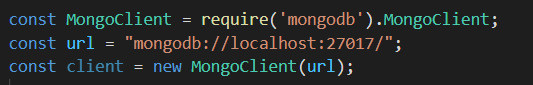 const MongoClient = require('mongodb').MongoClient;
const url = "mongodb://localhost:27017/";
const client = new MongoClient(url);